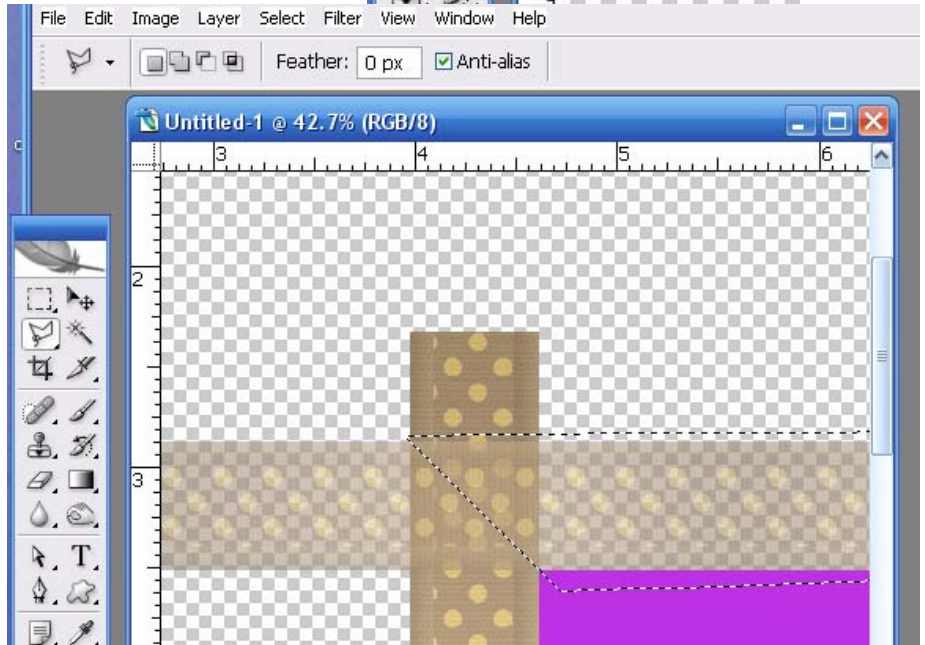 File Edit Image Layer Select Filter View Window Help
Feather: 0 px Anti-alias
Untitled-1 @ 42.7% (RGB/8)
3 4 5 6
2
3
T